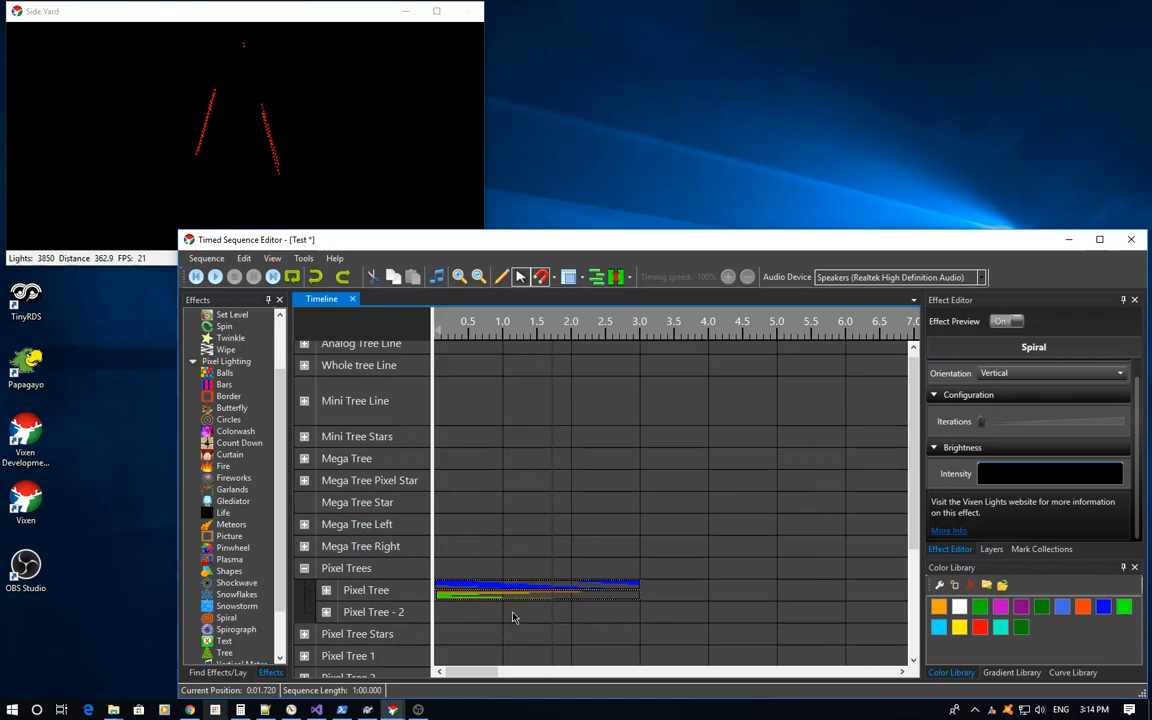 Side Yard
Lights: 3850 Distance 362.9 FPS: 21
TinyRDS
Papagayo
Vixen
Developme...
Vixen
OBS Studio
Timed Sequence Editor - [Test *]
Sequence Edit View Tools Help
Timing speed: 100%
Audio Device
Speakers (Realtek High Definition Audio)
Effects
Set Level
Spin
Twinkle
Wipe
Pixel Lighting
Balls
Bars
Border
Butterfly
Circles
Colorwash
Count Down
Curtain
Fire
Fireworks
Garlands
Glediator
Life
Meteors
Picture
Pinwheel
Plasma
Shapes
Shockwave
Snowflakes
Snowstorm
Spiral
Spirograph
Text
Tree
Find Effects/Lay Effects
Timeline
0.5 1.0 1.5 2.0 2.5 3.0 3.5 4.0 4.5 5.0 5.5 6.0 6.5 7.0
Analog Tree Line
Whole tree Line
Mini Tree Line
Mini Tree Stars
Mega Tree
Mega Tree Pixel Star
Mega Tree Star
Mega Tree Left
Mega Tree Right
Pixel Trees
Pixel Tree
Pixel Tree - 2
Pixel Tree Stars
Pixel Tree 1
Effect Editor
Effect Preview On
Spiral
Orientation Vertical
Configuration
Iterations
Brightness
Intensity
Visit the Vixen Lights website for more information
on this effect.
More Info
Effect Editor Layers Mark Collections
Color Library
Color Library Gradient Library Curve Library
Current Position: 0:01.720 Sequence Length: 1:00.000
ENG 3:14 PM